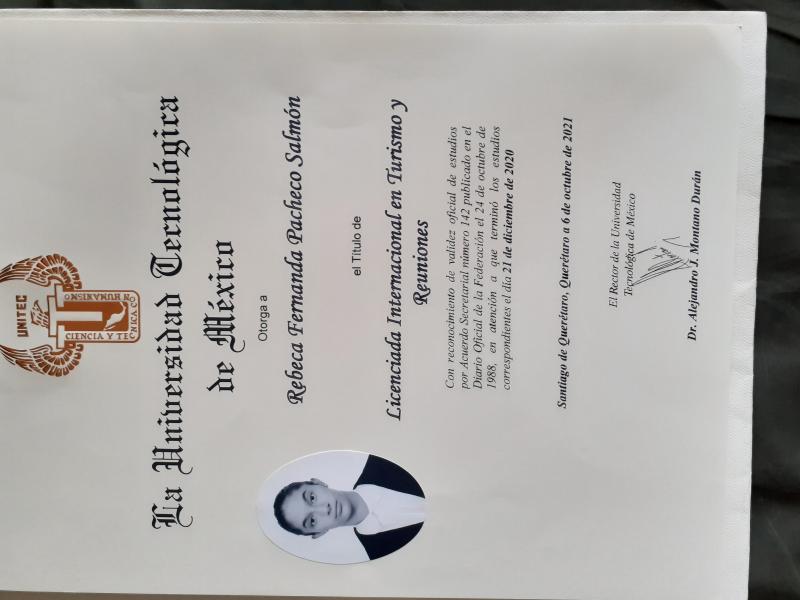 UNITEC
HUMANISMO
CIENCIA Y TÉCNICA
La Universidad Tecnológica
de México
Otorga a
Rebeca Fernanda Pacheco Salmón
el Título de
Licenciada Internacional en Turismo y
Reuniones
Con reconocimiento de validez oficial de estudios
por Acuerdo Secretarial número 142 publicado en el
Diario Oficial de la Federación el 24 de octubre de
1988, en atención a que terminó los estudios
correspondientes el día 21 de diciembre de 2020
Santiago de Querétaro, Querétaro a 6 de octubre de 2021
El Rector de la Universidad
Tecnológica de México
Dr. Alejandro J. Montano Durán